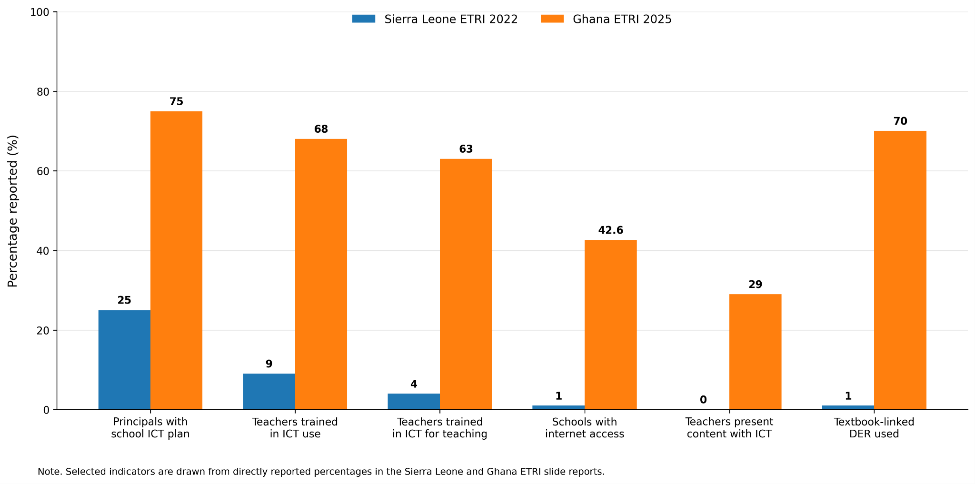 Sierra Leone ETRI 2022
Ghana ETRI 2025
Percentage reported (%)
100
80
60
40
20
0
25
75
9
68
4
63
1
42.6
0
29
1
70
Principals with
school ICT plan
Teachers trained
in ICT use
Teachers trained
in ICT for teaching
Schools with
internet access
Teachers present
content with ICT
Textbook-linked
DER used
Note. Selected indicators are drawn from directly reported percentages in the Sierra Leone and Ghana ETRI slide reports.